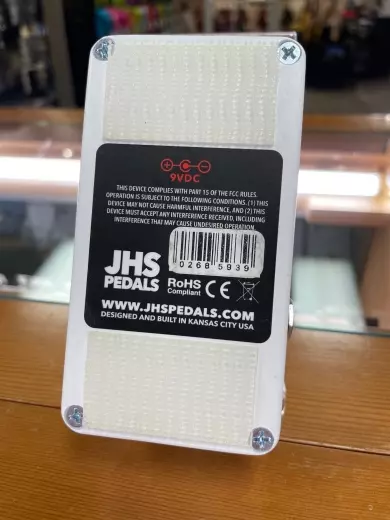 9VDC
THIS DEVICE COMPLIES WITH PART 15 OF THE FCC RULES.
OPERATION IS SUBJECT TO THE FOLLOWING CONDITIONS. (1) THIS
DEVICE MAY NOT CAUSE HARMFUL INTERFERENCE, AND (2) THIS
DEVICE MUST ACCEPT ANY INTERFERENCE RECEIVED, INCLUDING
INTERFERENCE THAT MAY CAUSE UNDESIRED OPERATION
02685939
JHS
PEDALS
RoHS
Compliant
CE
WWW.JHSPEDALS.COM
DESIGNED AND BUILT IN KANSAS CITY USA